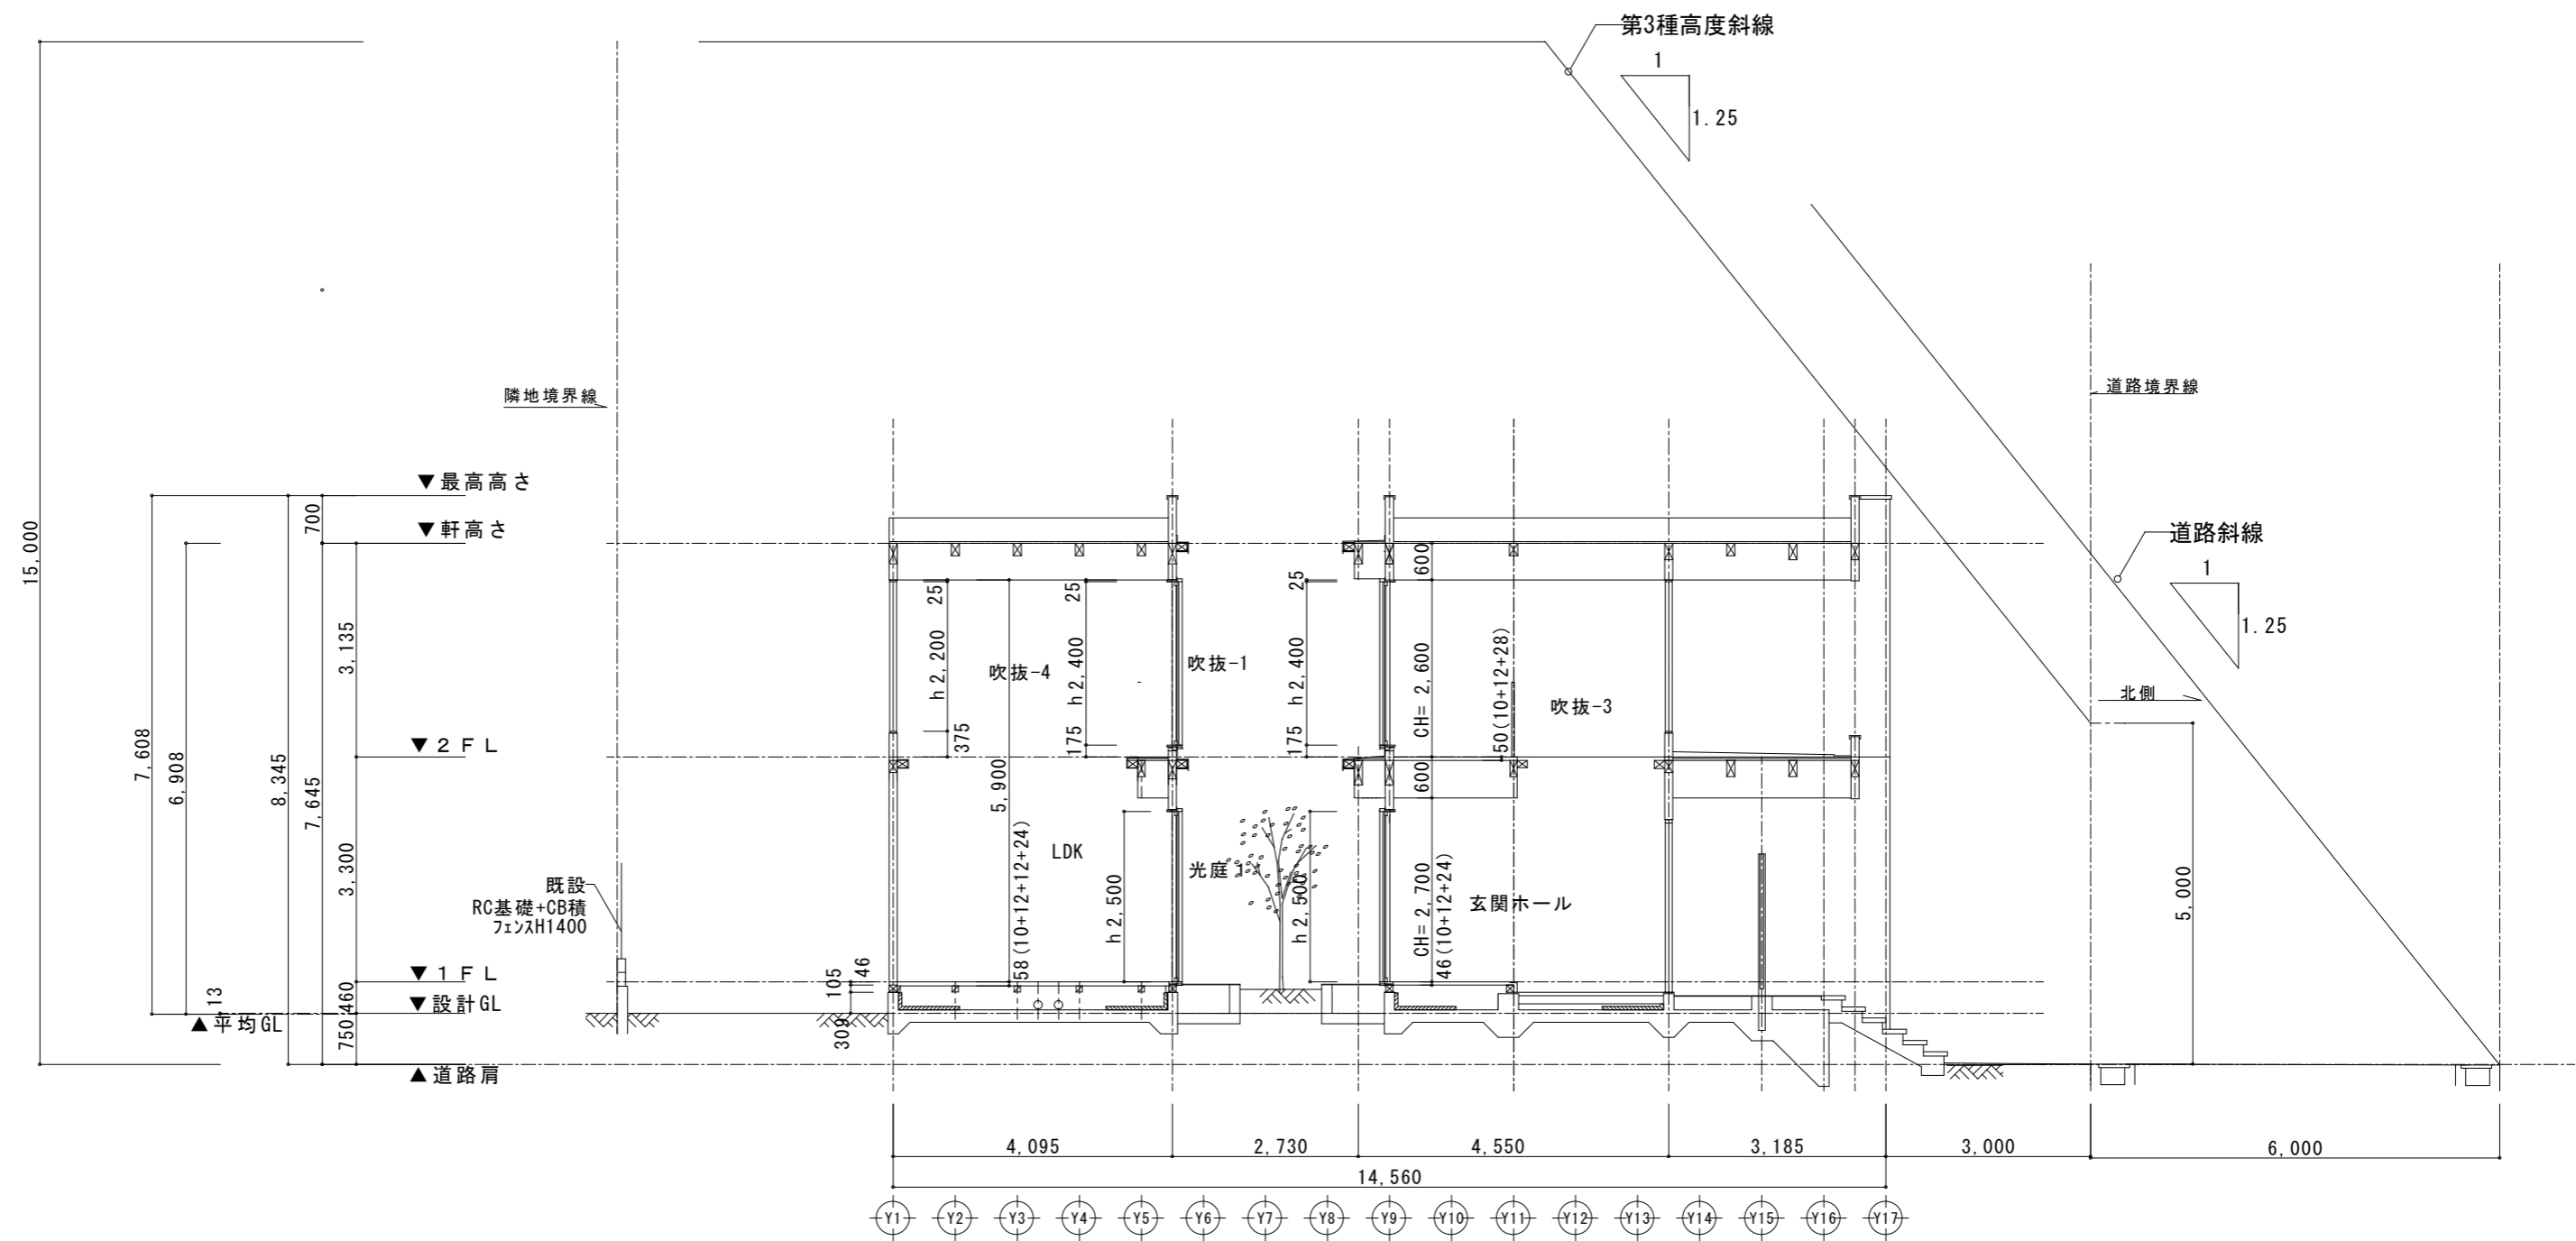 第3種高度斜線
1
1.25
隣地境界線
道路境界線
▼最高高さ
▼軒高さ
道路斜線
1
1.25
北側
▼2FL
▼1FL
▼設計GL
▲平均GL
▲道路肩
15,000
7,608
6,908
13
8,345
7,645
700
3,135
3,300
460
750
既設
RC基礎+CB積
フェンスH1400
105
46
309
25
h2,200
375
吹抜-4
5,900
58(10+12+12+24)
25
h2,400
175
吹抜-1
25
h2,400
175
600
CH= 2,600
50(10+12+28)
吹抜-3
600
LDK
h2,500
光庭1
h2,500
CH= 2,700
46(10+12+24)
玄関ホール
5,000
4,095
2,730
4,550
3,185
3,000
6,000
14,560
Y1 Y2 Y3 Y4 Y5 Y6 Y7 Y8 Y9 Y10 Y11 Y12 Y13 Y14 Y15 Y16 Y17